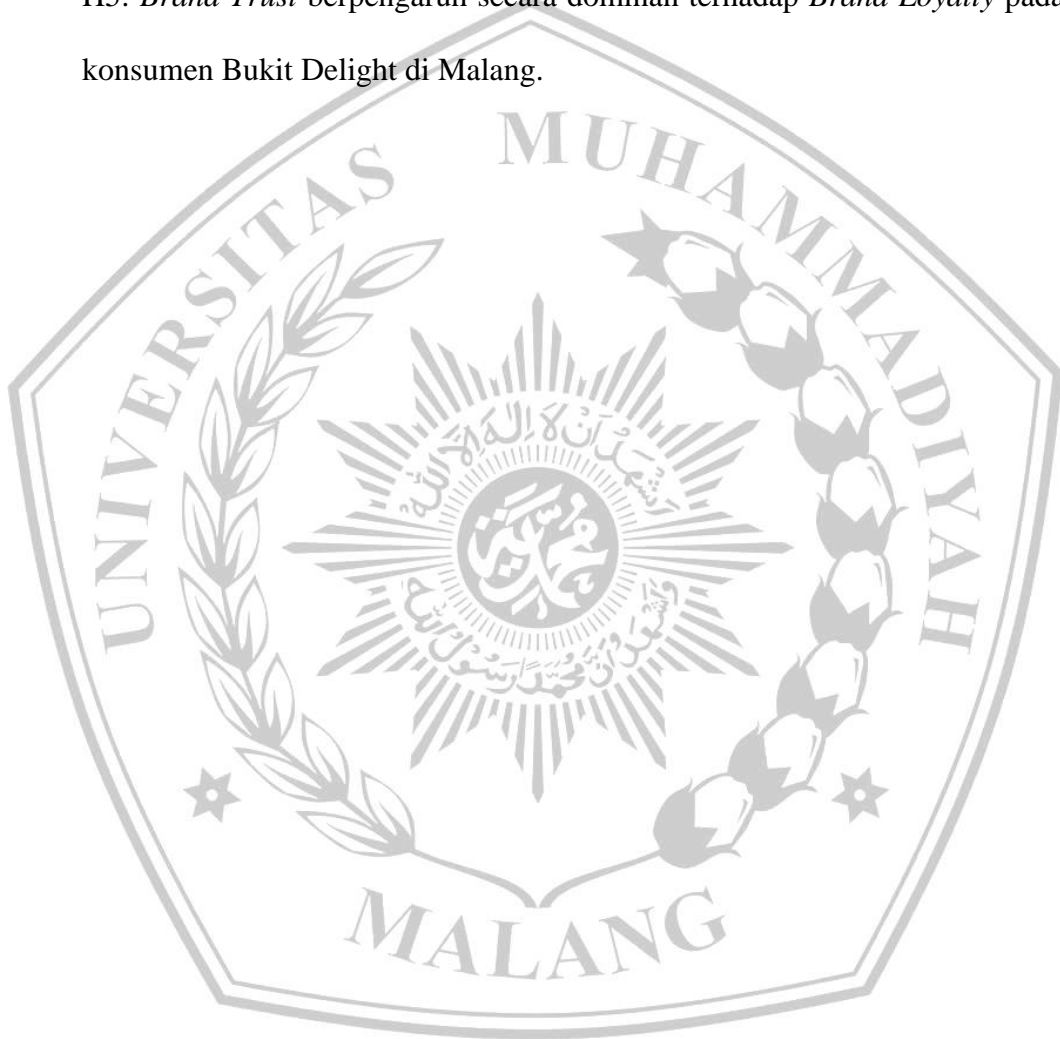 H5: Brand Trust berpengaruh secara dominan terhadap Brand Loyalty pada
konsumen Bukit Delight di Malang.
UNIVERSITAS MUHAMMADIYAH
MALANG